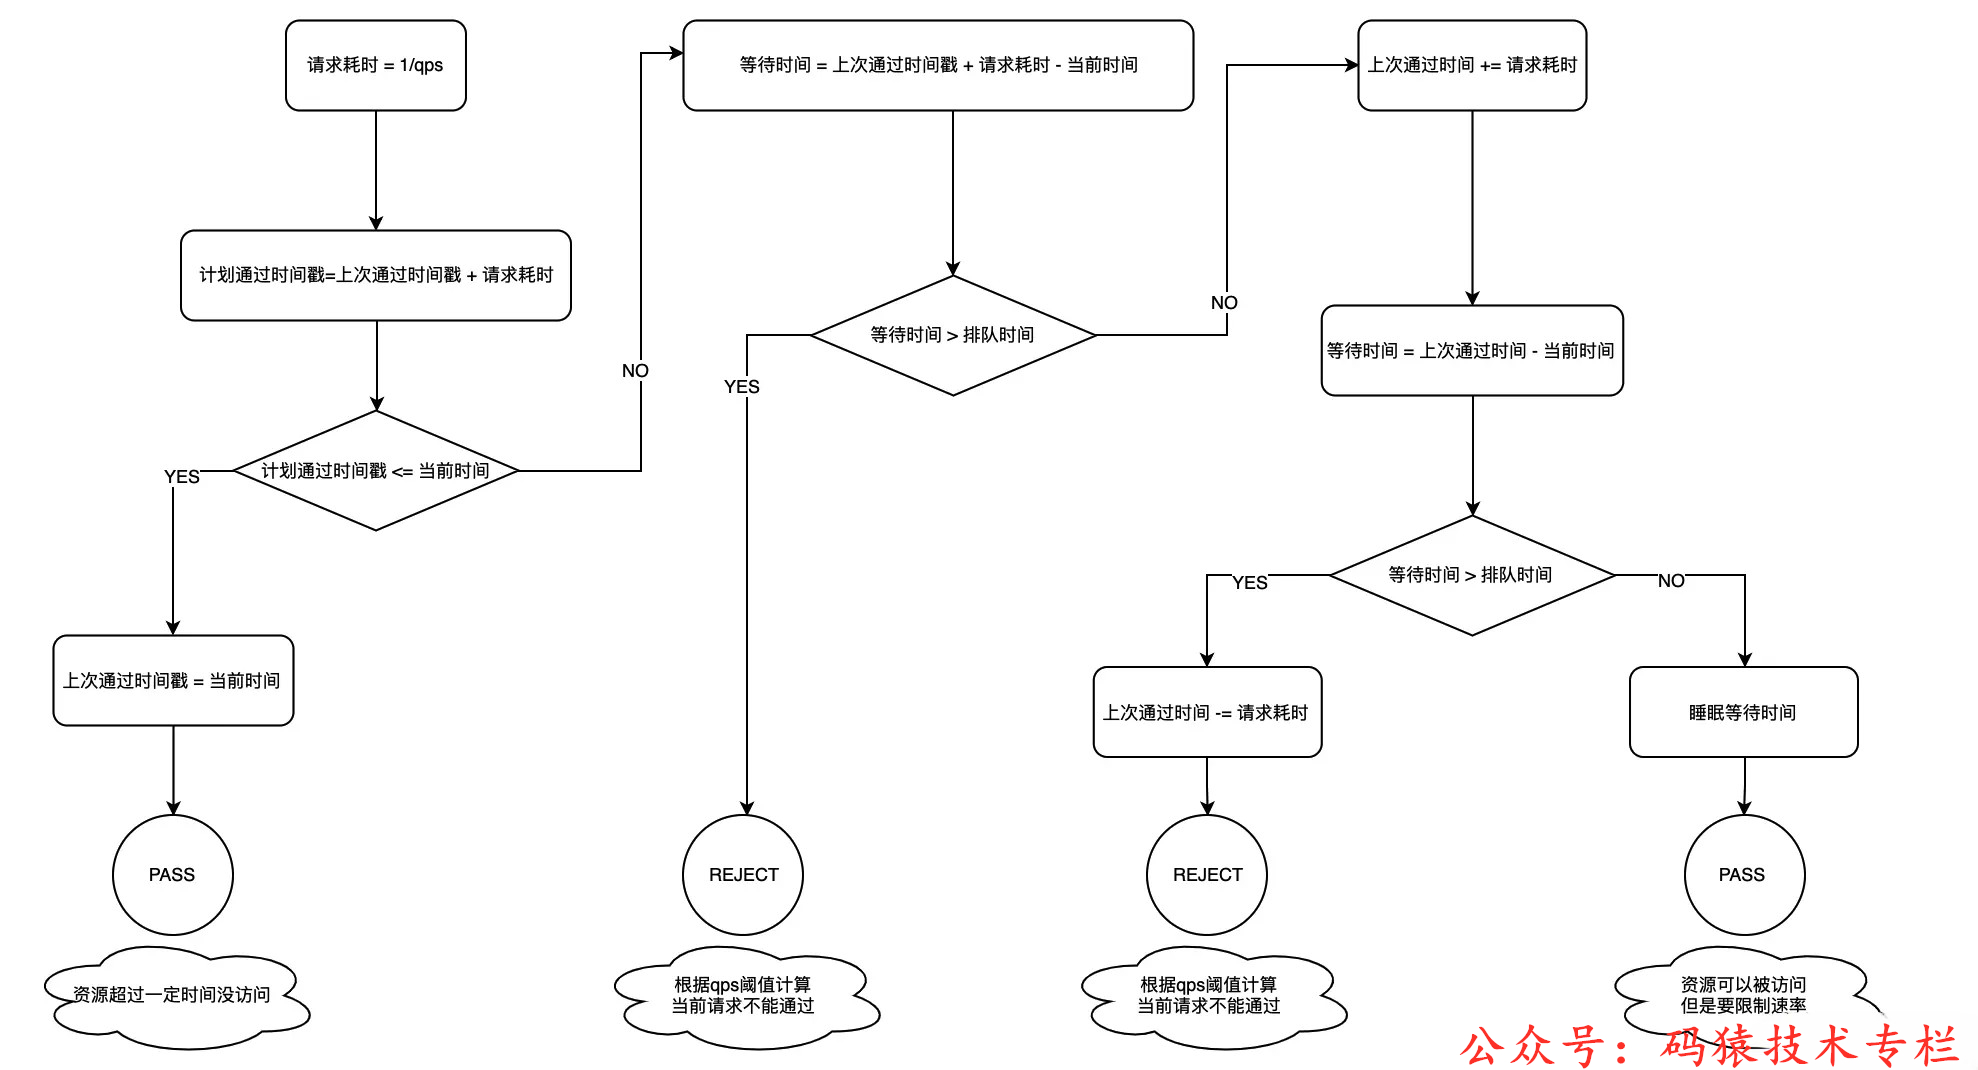 请求耗时 = 1/qps
等待时间 = 上次通过时间戳 + 请求耗时 - 当前时间
上次通过时间 += 请求耗时
计划通过时间戳=上次通过时间戳 + 请求耗时
NO
等待时间 > 排队时间
等待时间 = 上次通过时间 - 当前时间
NO
YES
计划通过时间戳 <= 当前时间
YES
等待时间 > 排队时间
YES
NO
上次通过时间戳 = 当前时间
上次通过时间 -= 请求耗时
睡眠等待时间
PASS
REJECT
REJECT
PASS
资源超过一定时间没访问
根据qps阈值计算
当前请求不能通过
根据qps阈值计算
当前请求不能通过
资源可以被访问
但是要限制速率
公众号：码猿技术专栏